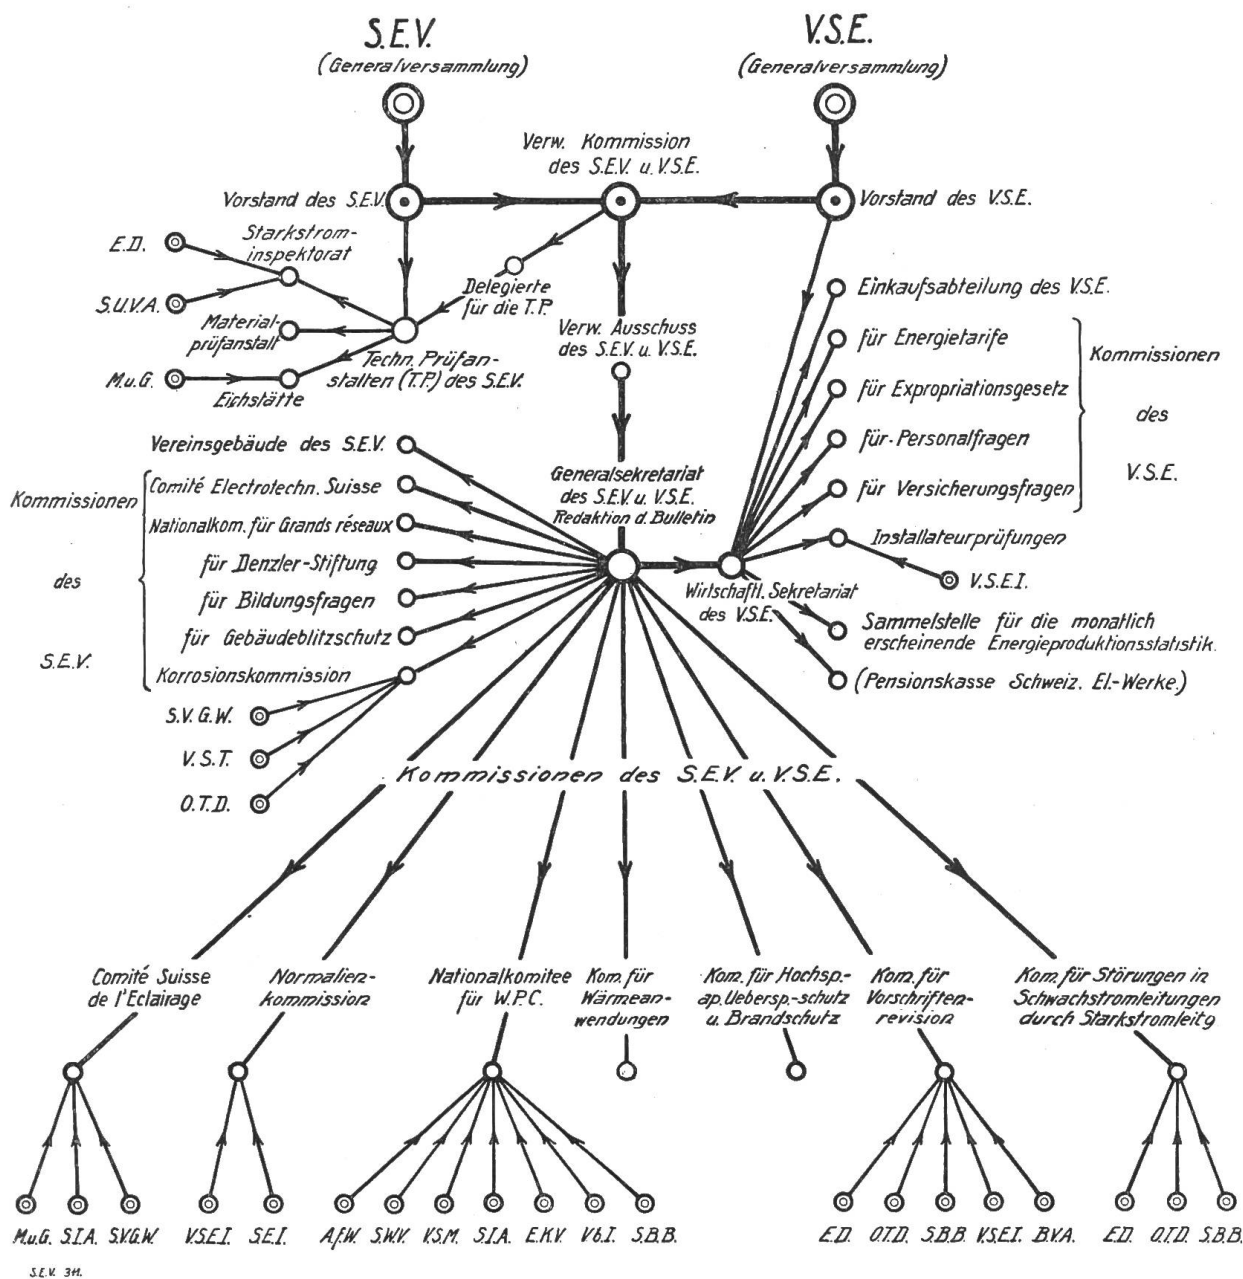 S.E.V.
(Generalversammlung)
V.S.E.
(Generalversammlung)
Verw. Kommission
des S.E.V. u. V.S.E.
Vorstand des S.E.V.
Vorstand des V.S.E.
E.D.
Starkstrom-
inspektorat
S.U.V.A.
Material-
prüfanstalt
M.u.G.
Eichstätte
Delegierte
für die T.P.
Techn. Prüfan-
stalten (T.P.) des S.E.V.
Verw. Ausschuss
des S.E.V. u. V.S.E.
Einkaufsabteilung des V.S.E.
für Energietarife
für Expropriationsgesetz
für Personalfragen
für Versicherungsfragen
Kommissionen
des
V.S.E.
Installateurprüfungen
V.S.E.I.
Vereinsgebäude des S.E.V.
Comité Electrotechn. Suisse
Nationalkom. für Grands réseaux
für Denzler-Stiftung
für Bildungsfragen
für Gebäudeblitzschutz
Korrosionskommission
Kommissionen
des
S.E.V.
S.V.G.W.
V.S.T.
O.T.D.
Generalsekretariat
des S.E.V. u. V.S.E.
Redaktion d. Bulletin
Wirtschaftl. Sekretariat
des V.S.E.
Sammelstelle für die monatlich
erscheinende Energieproduktionsstatistik.
(Pensionskasse Schweiz. El.-Werke.)
Kommissionen des S.E.V. u. V.S.E.
Comité Suisse
de l'Eclairage
Normalien-
kommission
Nationalkomitee
für W.P.C.
Kom. für
Wärmean-
wendungen
Kom. für Hochsp.-
ap. Uebersp.-schutz
u. Brandschutz
Kom. für
Vorschriften-
revision
Kom. für Störungen in
Schwachstromleitungen
durch Starkstromleitg
M.u.G. S.I.A. S.V.G.W.
V.S.E.I. S.E.I.
A.f.W. S.W.V. V.S.M. S.I.A. E.K.V. V.b.I. S.B.B.
E.D. O.T.D. S.B.B. V.S.E.I. B.V.A.
E.D. O.T.D. S.B.B.
S.E.V. 311.